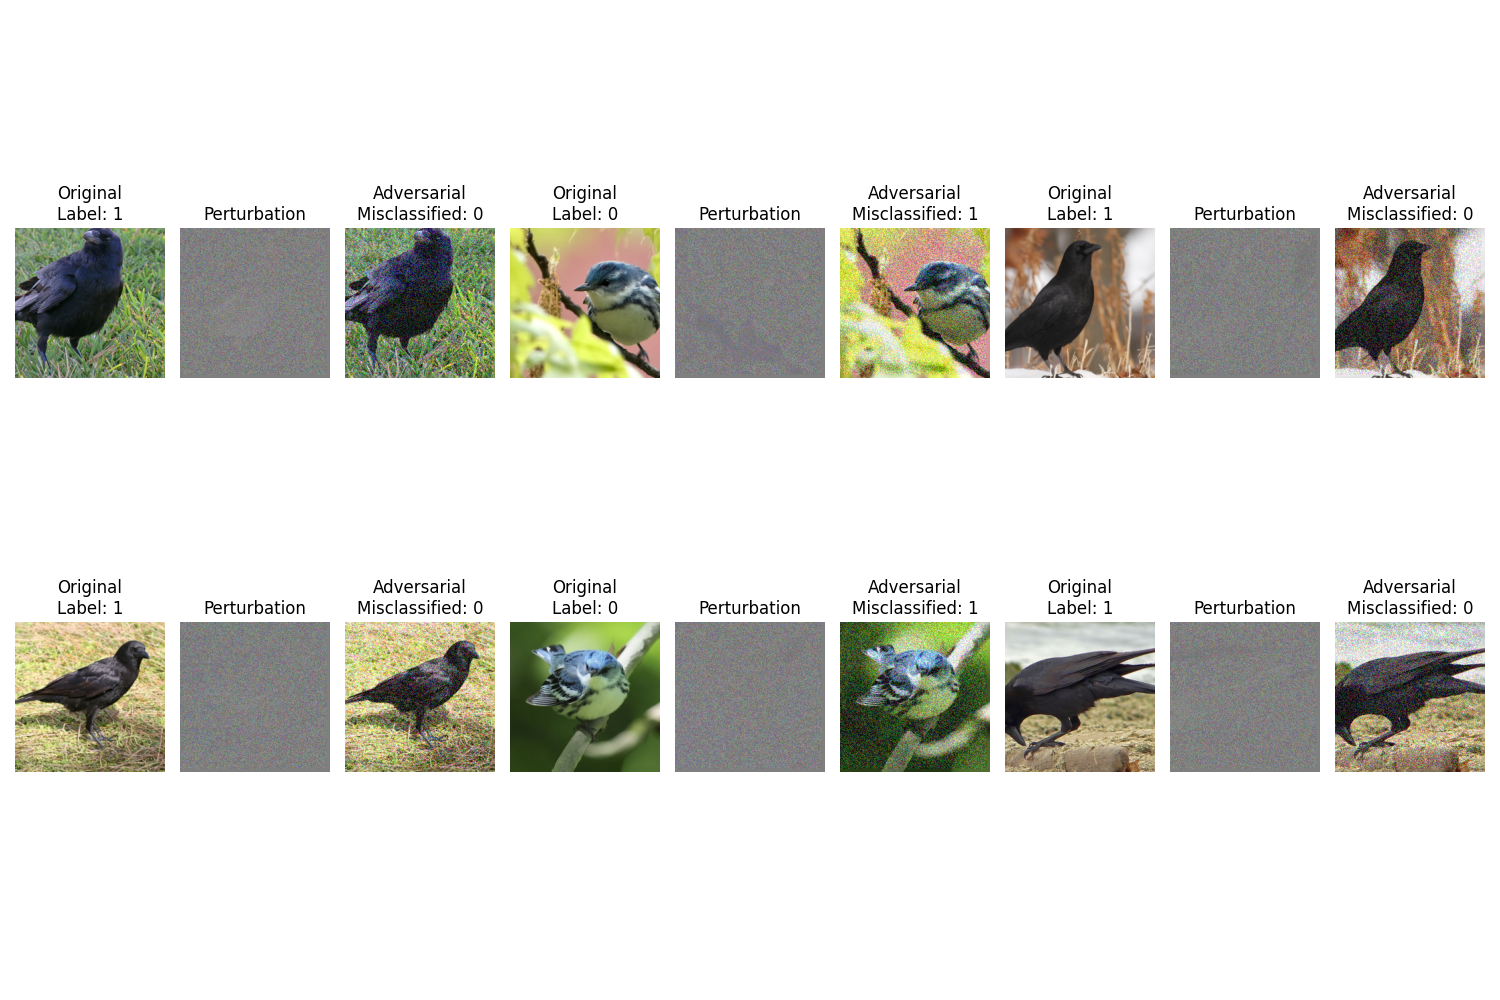 Original
Label: 1
Perturbation
Adversarial
Misclassified: 0
Original
Label: 0
Perturbation
Adversarial
Misclassified: 1
Original
Label: 1
Perturbation
Adversarial
Misclassified: 0
Original
Label: 1
Perturbation
Adversarial
Misclassified: 0
Original
Label: 0
Perturbation
Adversarial
Misclassified: 1
Original
Label: 1
Perturbation
Adversarial
Misclassified: 0